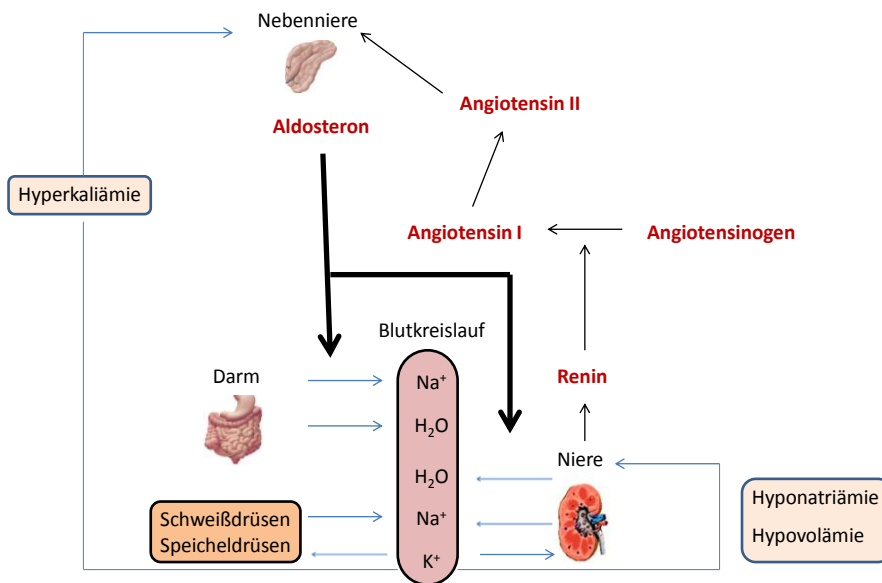 Nebenniere
Angiotensin II
Aldosteron
Hyperkaliämie
Angiotensin I
Angiotensinogen
Blutkreislauf
Darm
Na⁺
Renin
H₂O
Niere
H₂O
Schweißdrüsen
Speicheldrüsen
Na⁺
K⁺
Hyponatriämie
Hypovolämie